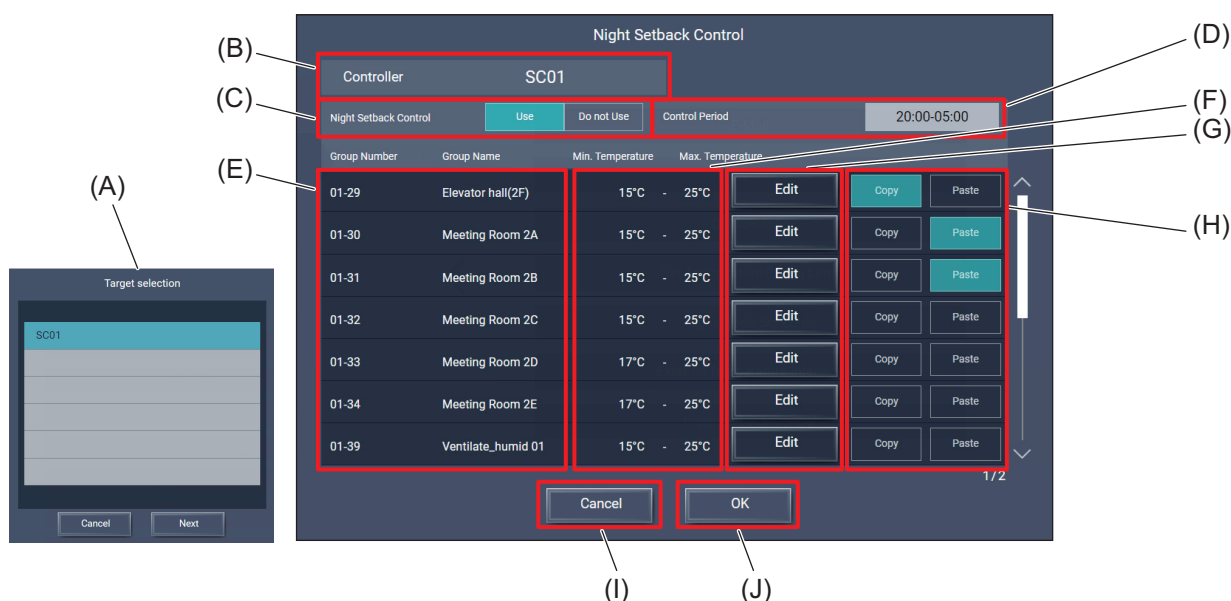 Night Setback Control
(B)
(D)
Controller SC01
(C)
(F)
Night Setback Control Use Do not Use Control Period 20:00-05:00
(G)
Group Number Group Name Min. Temperature Max. Temperature
(E)
(A)
01-29 Elevator hall(2F) 15°C - 25°C Edit Copy Paste
(H)
01-30 Meeting Room 2A 15°C - 25°C Edit Copy Paste
Target selection
01-31 Meeting Room 2B 15°C - 25°C Edit Copy Paste
SC01
01-32 Meeting Room 2C 15°C - 25°C Edit Copy Paste
01-33 Meeting Room 2D 17°C - 25°C Edit Copy Paste
01-34 Meeting Room 2E 17°C - 25°C Edit Copy Paste
01-39 Ventilate_humid 01 15°C - 25°C Edit Copy Paste
1/2
Cancel OK
Cancel Next
(I) (J)